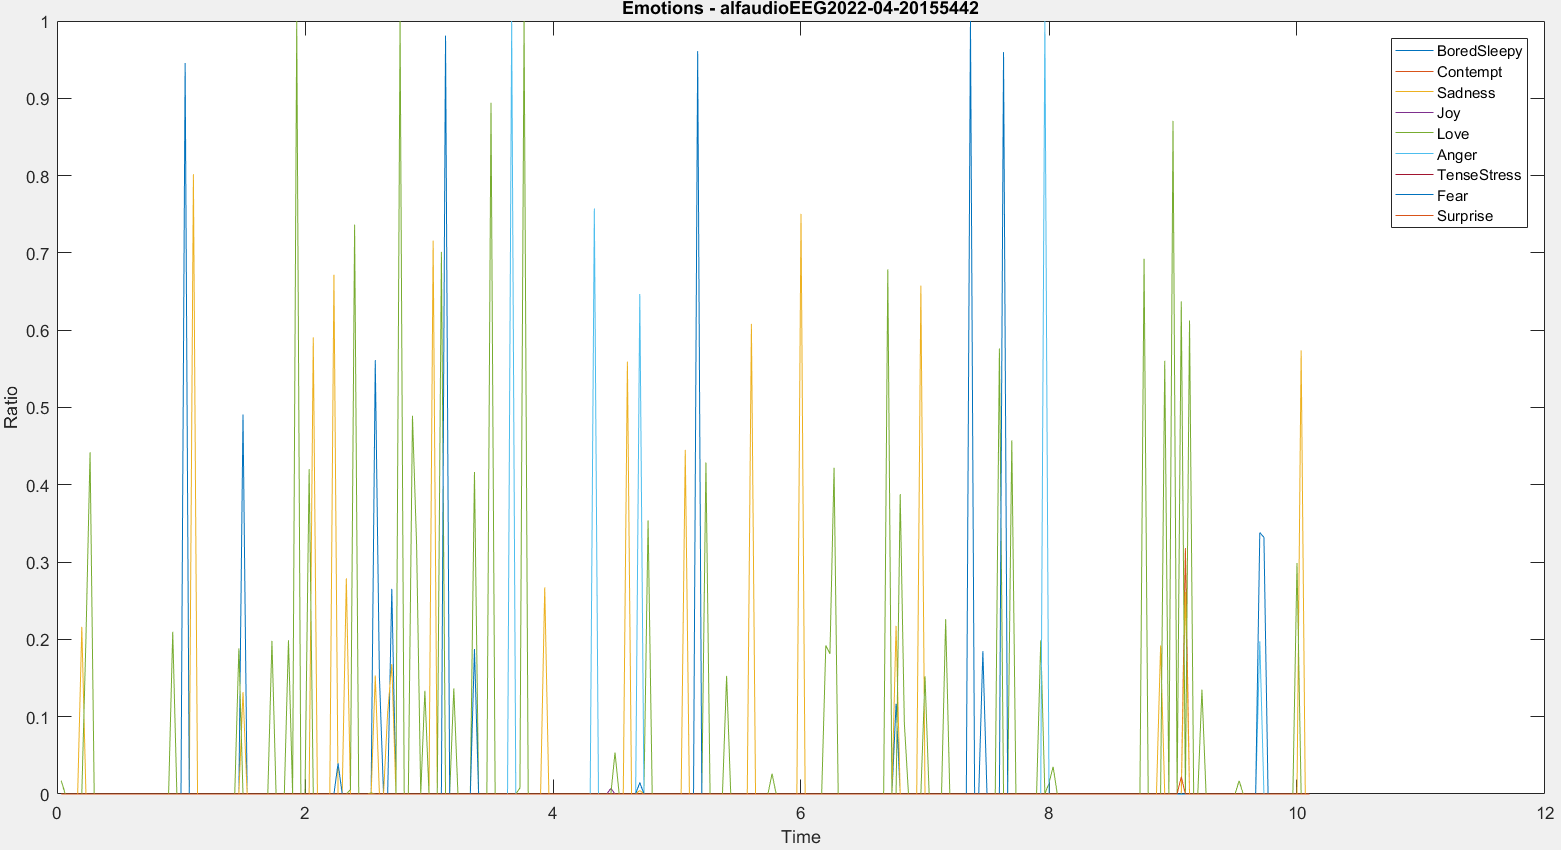 Emotions - alfaudioEEG2022-04-20155442
1
0.9
0.8
0.7
0.6
0.5
0.4
0.3
0.2
0.1
0
Ratio
BoredSleepy
Contempt
Sadness
Joy
Love
Anger
TenseStress
Fear
Surprise
0 2 4 6 8 10 12
Time